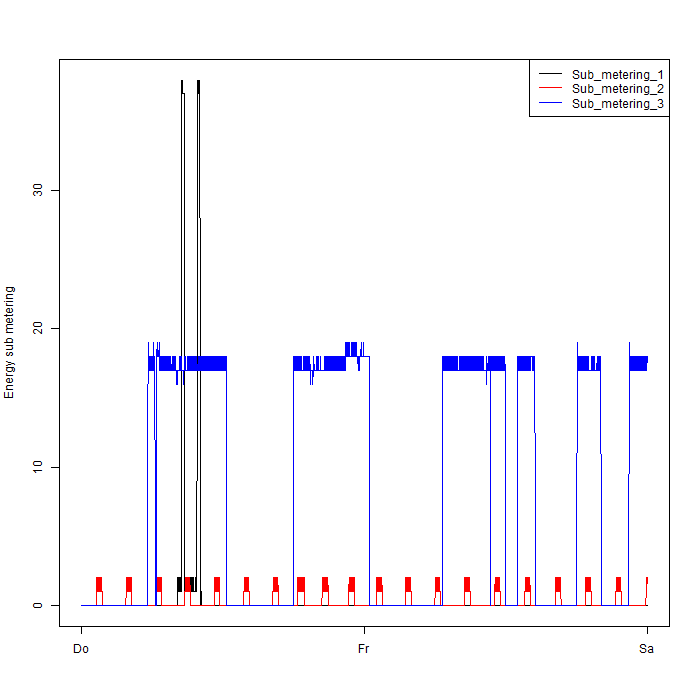 Sub_metering_1
Sub_metering_2
Sub_metering_3
Energy sub metering
30
20
10
0
Do Fr Sa